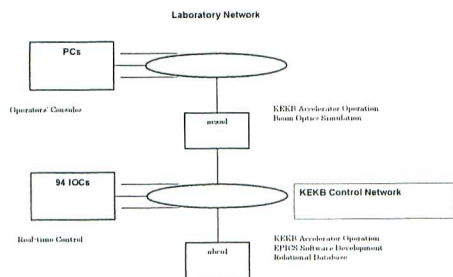 Laboratory Network
PCs
Operators' Consoles
KEKB Accelerator Operation
Beam Optics Simulation
94 IOCs
KEKB Control Network
Real-time Control
KEKB Accelerator Operation
EPICS Software Development
Relational Database